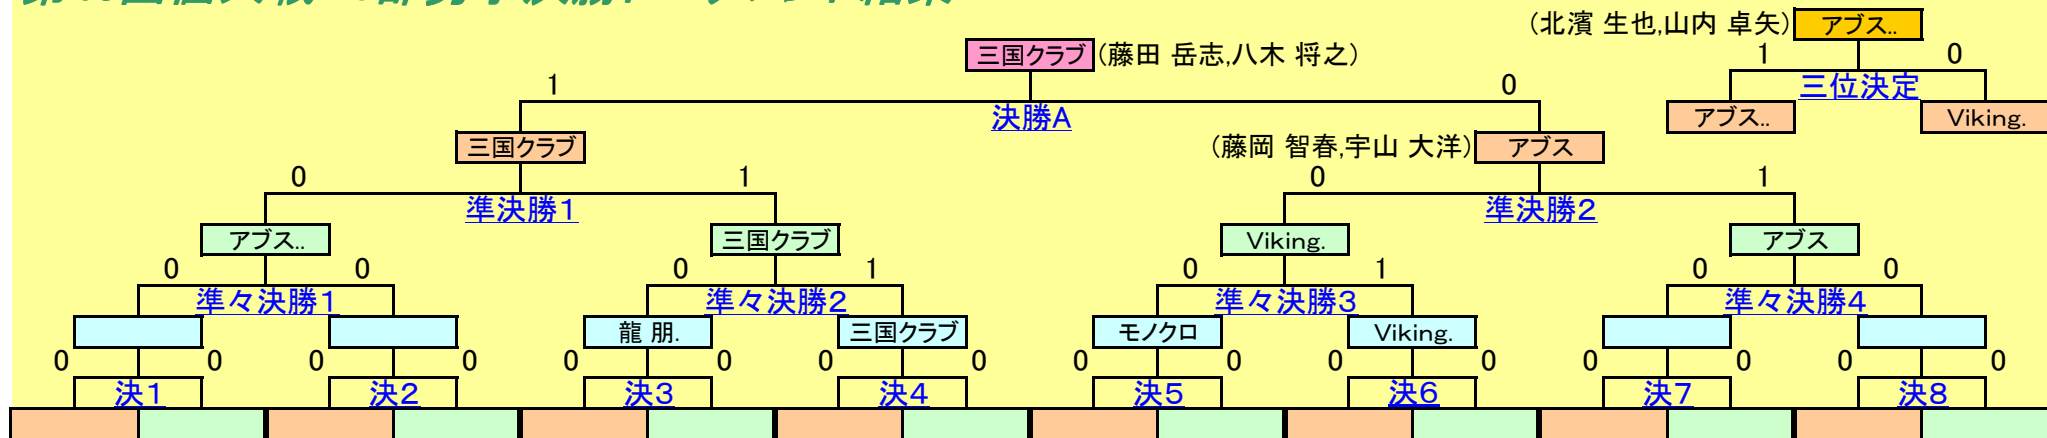 (北濱 生也,山内 卓矢) アブス..
三国クラブ (藤田 岳志,八木 将之)
1 0
三位決定
1 0
決勝A
アブス.. Viking.
三国クラブ
(藤岡 智春,宇山 大洋) アブス
0 1 0 1
準決勝1 準決勝2
アブス.. 三国クラブ Viking. アブス
0 0 0 1 0 1 0 0
準々決勝1 準々決勝2 準々決勝3 準々決勝4
龍 朋. 三国クラブ モノクロ Viking.
0 0 0 0 0 0 0 0 0 0 0 0 0 0 0 0
決1 決2 決3 決4 決5 決6 決7 決8